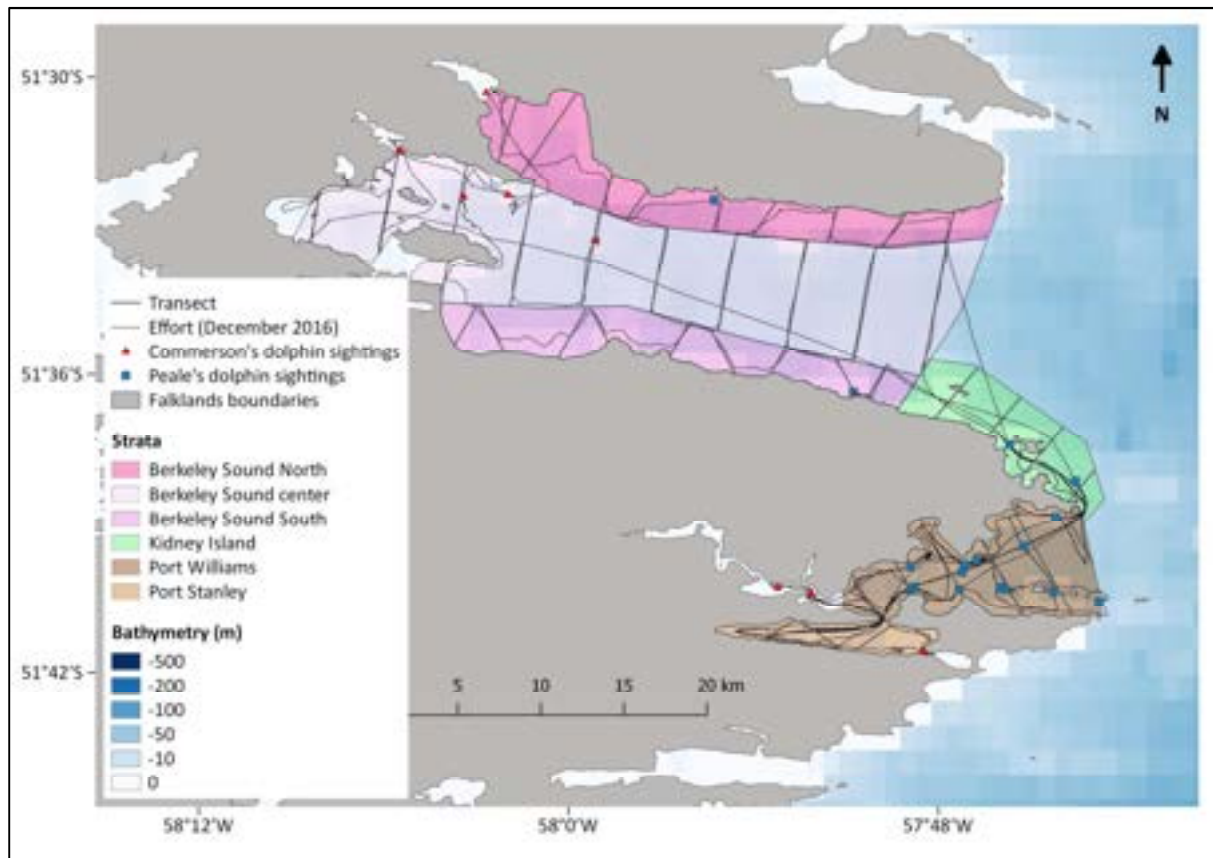 51°30'S
N
Transect
Effort (December 2016)
Commerson's dolphin sightings
Peale's dolphin sightings
51°36'S
Falklands boundaries
Strata
Berkeley Sound North
Berkeley Sound center
Berkeley Sound South
Kidney Island
Port Williams
Port Stanley
Bathymetry (m)
51°42'S
-500
5 10 15 20 km
-200
-100
-50
-10
0
58°12'W 58°0'W 57°48'W